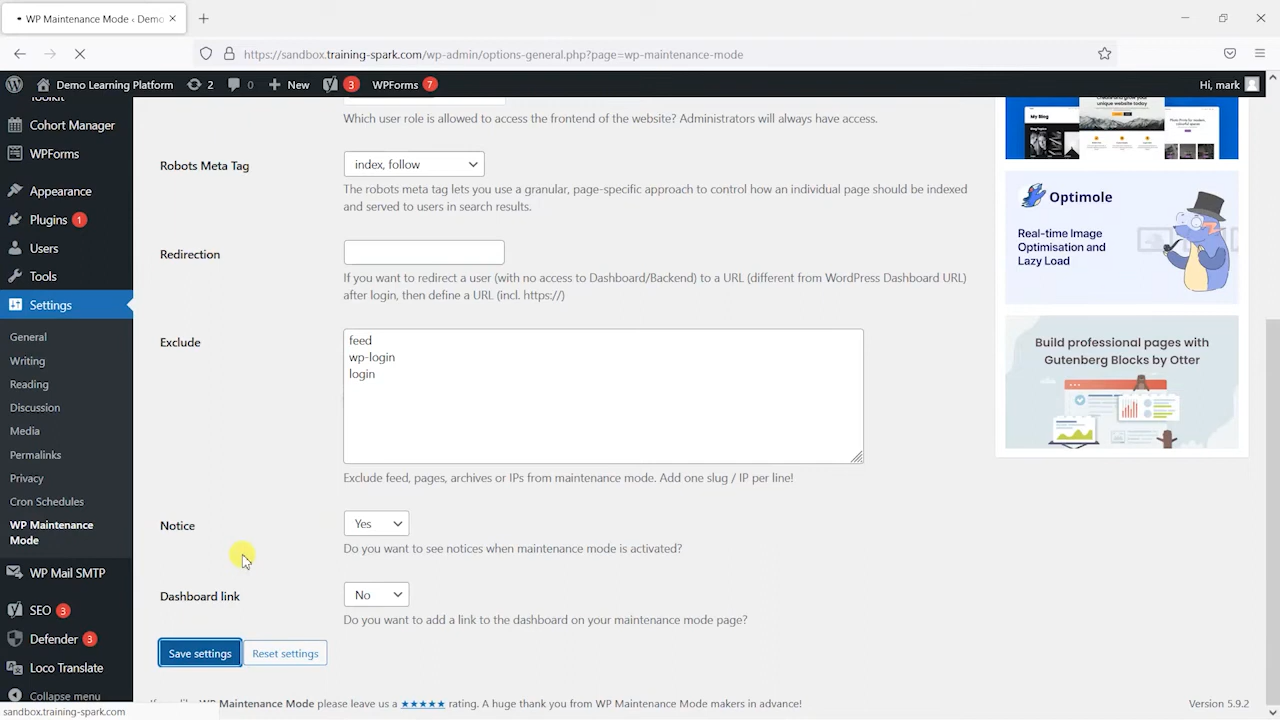 WP Maintenance Mode ‹ Demo
https://sandbox.training-spark.com/wp-admin/options-general.php?page=wp-maintenance-mode
Demo Learning Platform
2
0
New
3
WPForms 7
Hi, mark
Toolkit
Cohort Manager
WPForms
Appearance
Plugins 1
Users
Tools
Settings
General
Writing
Reading
Discussion
Media
Permalinks
Privacy
Cron Schedules
WP Maintenance
Mode
WP Mail SMTP
SEO 3
Defender 3
Loco Translate
Collapse menu
sandbox.training-spark.com
Which user role is allowed to access the frontend of the website? Administrators will always have access.
Robots Meta Tag
index, follow
The robots meta tag lets you use a granular, page-specific approach to control how an individual page should be indexed
and served to users in search results.
Redirection
If you want to redirect a user (with no access to Dashboard/Backend) to a URL (different from WordPress Dashboard URL)
after login, then define a URL (incl. https://)
Exclude
feed
wp-login
login
Exclude feed, pages, archives or IPs from maintenance mode. Add one slug / IP per line!
Notice
Yes
Do you want to see notices when maintenance mode is activated?
Dashboard link
No
Do you want to add a link to the dashboard on your maintenance mode page?
Save settings
Reset settings
WP Maintenance Mode please leave us a ★★★★★ rating. A huge thank you from WP Maintenance Mode makers in advance!
Version 5.9.2
unique website today
My Blog
Optimole
Real-time Image
Optimisation and
Lazy Load
Build professional pages with
Gutenberg Blocks by Otter